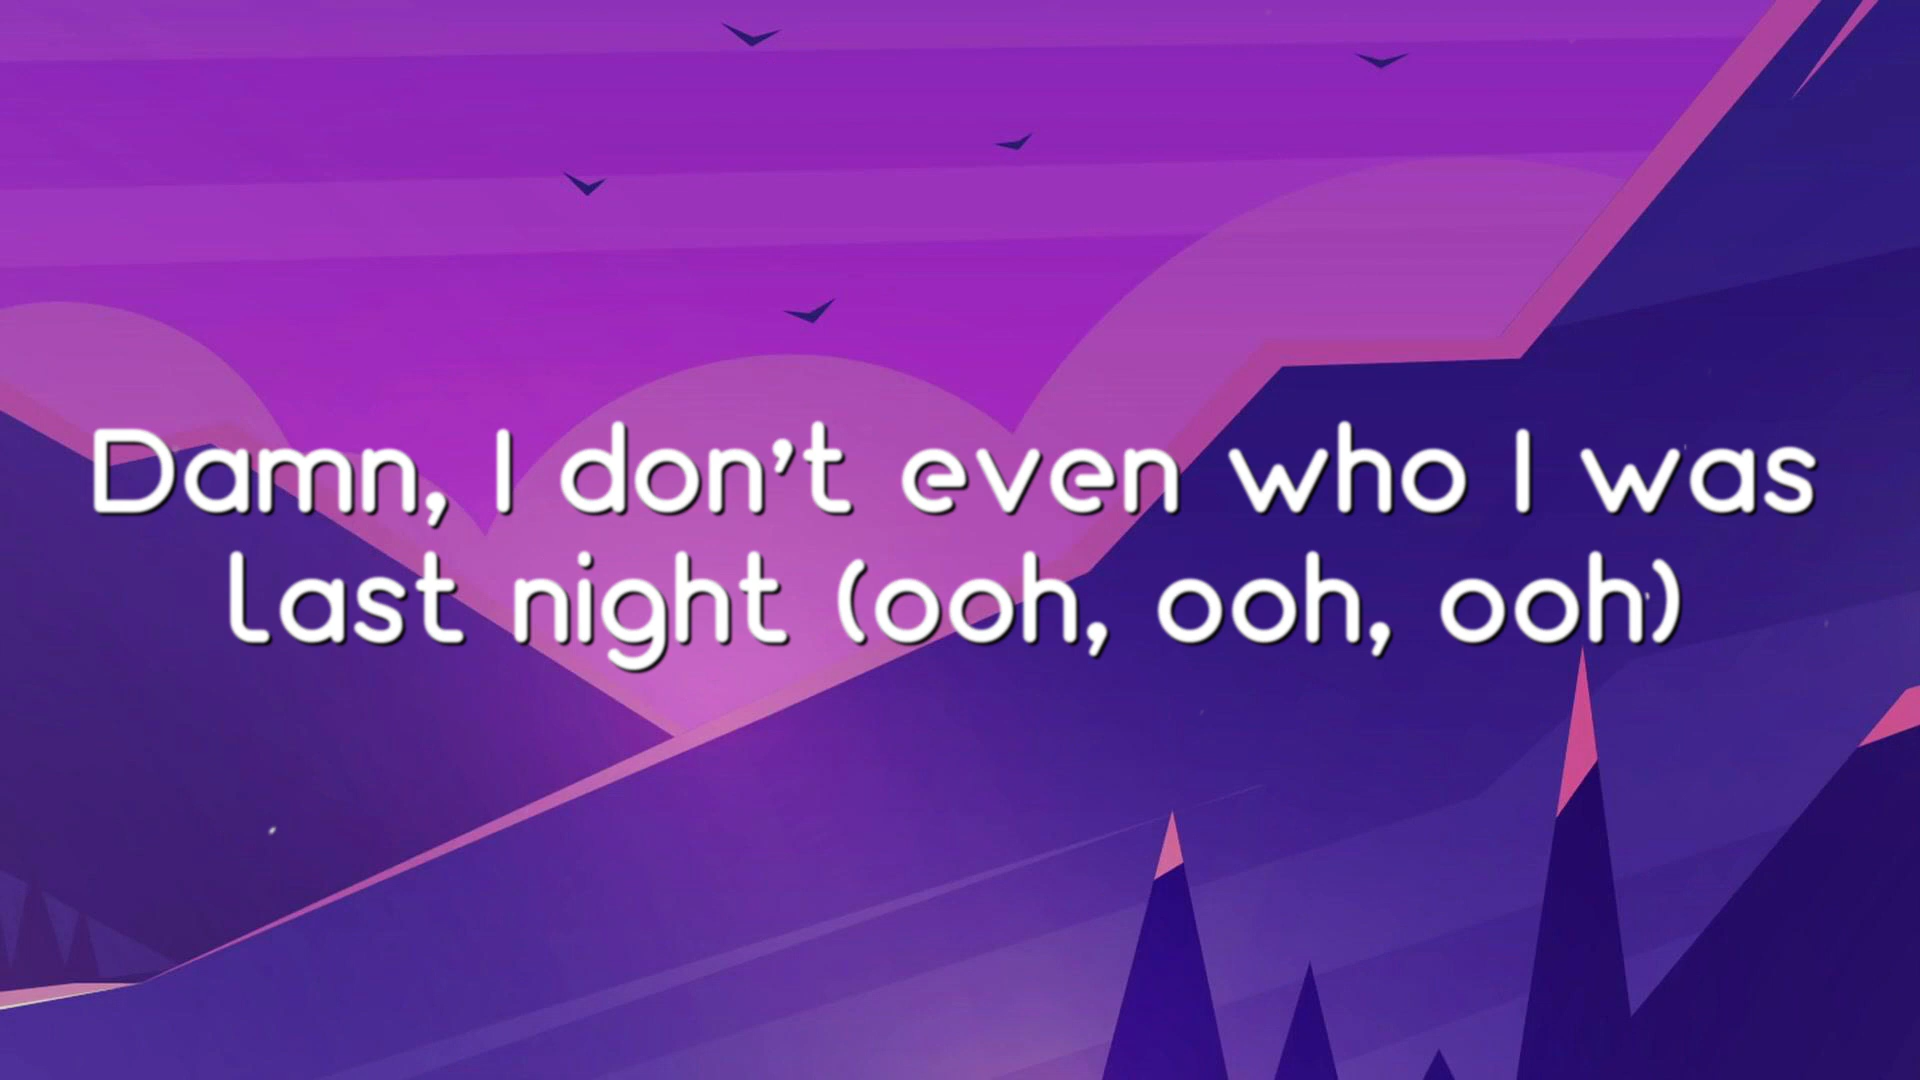 Damn, I don't even who I was
last night (ooh, ooh, ooh)